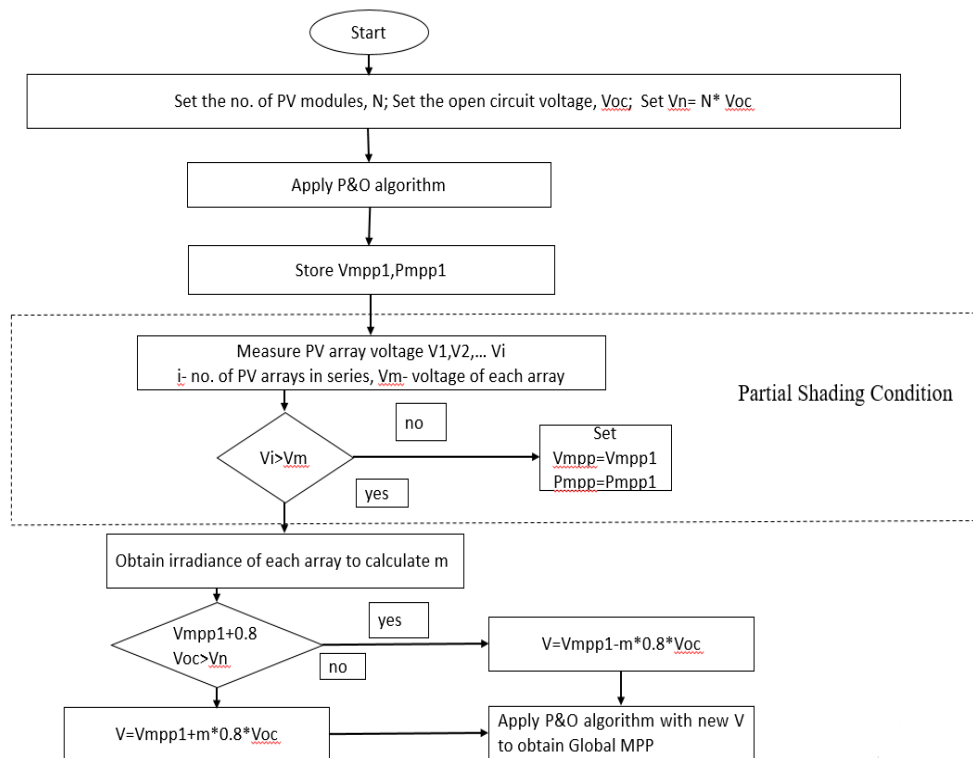 Start
Set the no. of PV modules, N; Set the open circuit voltage, Voc;  Set Vn= N* Voc
Apply P&O algorithm
Store Vmpp1,Pmpp1
Measure PV array voltage V1,V2,... Vi
i- no. of PV arrays in series, Vm- voltage of each array
Partial Shading Condition
no
Set
Vmpp=Vmpp1
Pmpp=Pmpp1
Vi>Vm
yes
Obtain irradiance of each array to calculate m
yes
Vmpp1+0.8
Voc>Vn
V=Vmpp1-m*0.8*Voc
no
V=Vmpp1+m*0.8*Voc
Apply P&O algorithm with new V
to obtain Global MPP